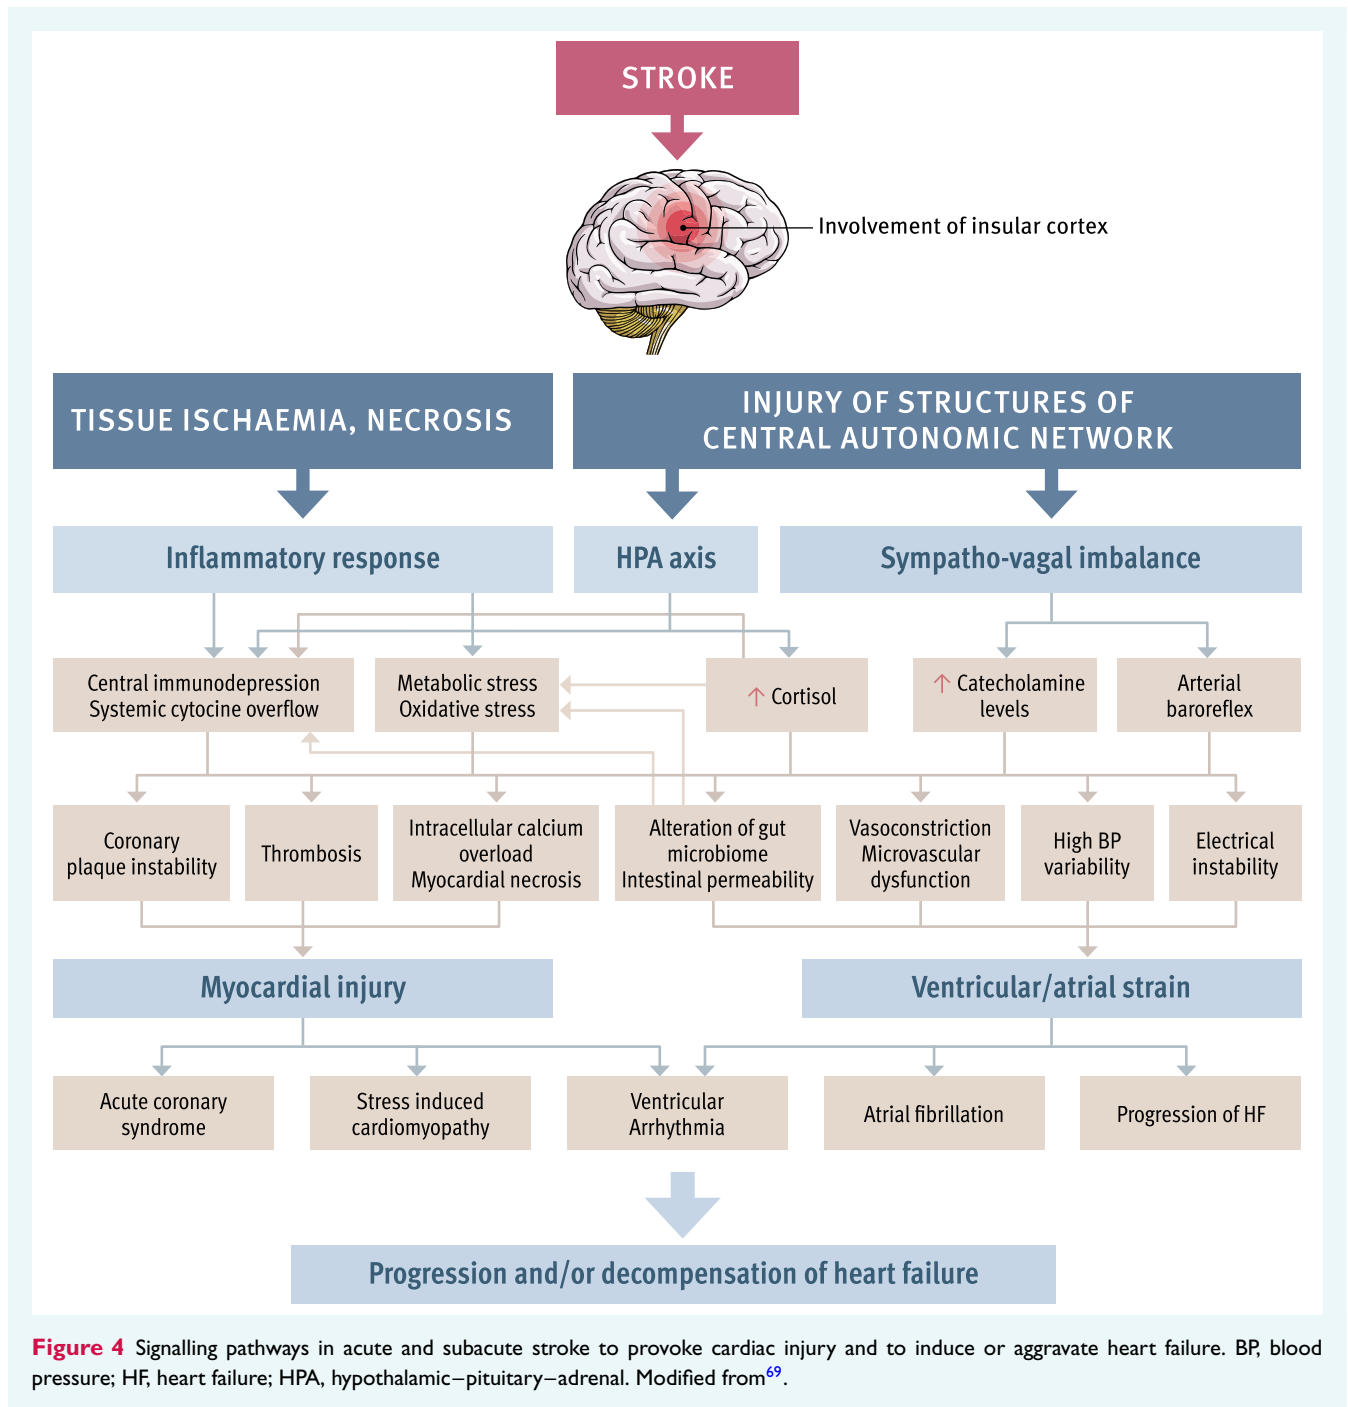 STROKE
Involvement of insular cortex
TISSUE ISCHAEMIA, NECROSIS
INJURY OF STRUCTURES OF
CENTRAL AUTONOMIC NETWORK
Inflammatory response
HPA axis
Sympatho-vagal imbalance
Central immunodepression
Systemic cytocine overflow
Metabolic stress
Oxidative stress
↑ Cortisol
↑ Catecholamine
levels
Arterial
baroreflex
Coronary
plaque instability
Thrombosis
Intracellular calcium
overload
Myocardial necrosis
Alteration of gut
microbiome
Intestinal permeability
Vasoconstriction
Microvascular
dysfunction
High BP
variability
Electrical
instability
Myocardial injury
Ventricular/atrial strain
Acute coronary
syndrome
Stress induced
cardiomyopathy
Ventricular
Arrhythmia
Atrial fibrillation
Progression of HF
Progression and/or decompensation of heart failure
Figure 4 Signalling pathways in acute and subacute stroke to provoke cardiac injury and to induce or aggravate heart failure. BP, blood
pressure; HF, heart failure; HPA, hypothalamic–pituitary–adrenal. Modified from69.